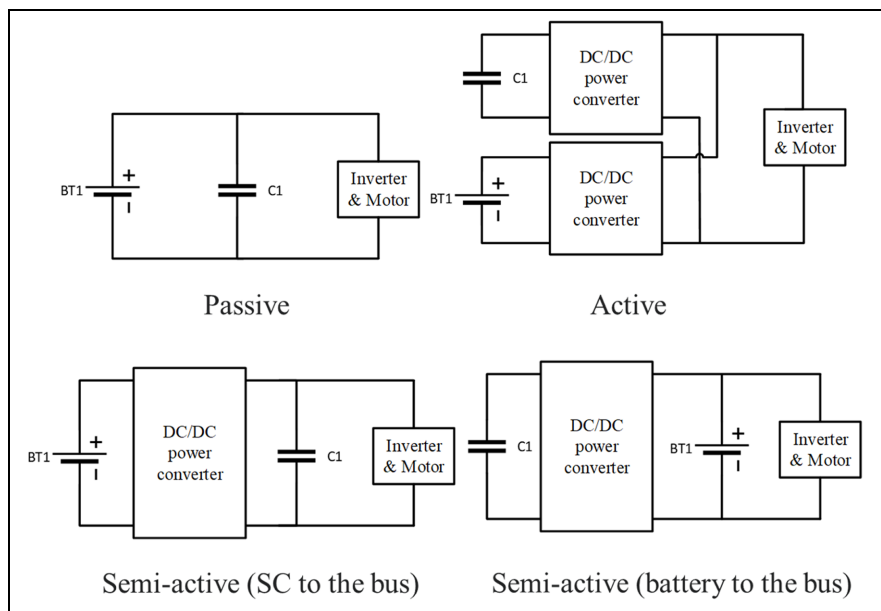 BT1
+
C1
Inverter
& Motor
Passive
C1
DC/DC
power
converter
BT1
+
DC/DC
power
converter
Inverter
& Motor
Active
BT1
+
DC/DC
power
converter
C1
Inverter
& Motor
Semi-active (SC to the bus)
C1
DC/DC
power
converter
BT1
+
Inverter
& Motor
Semi-active (battery to the bus)